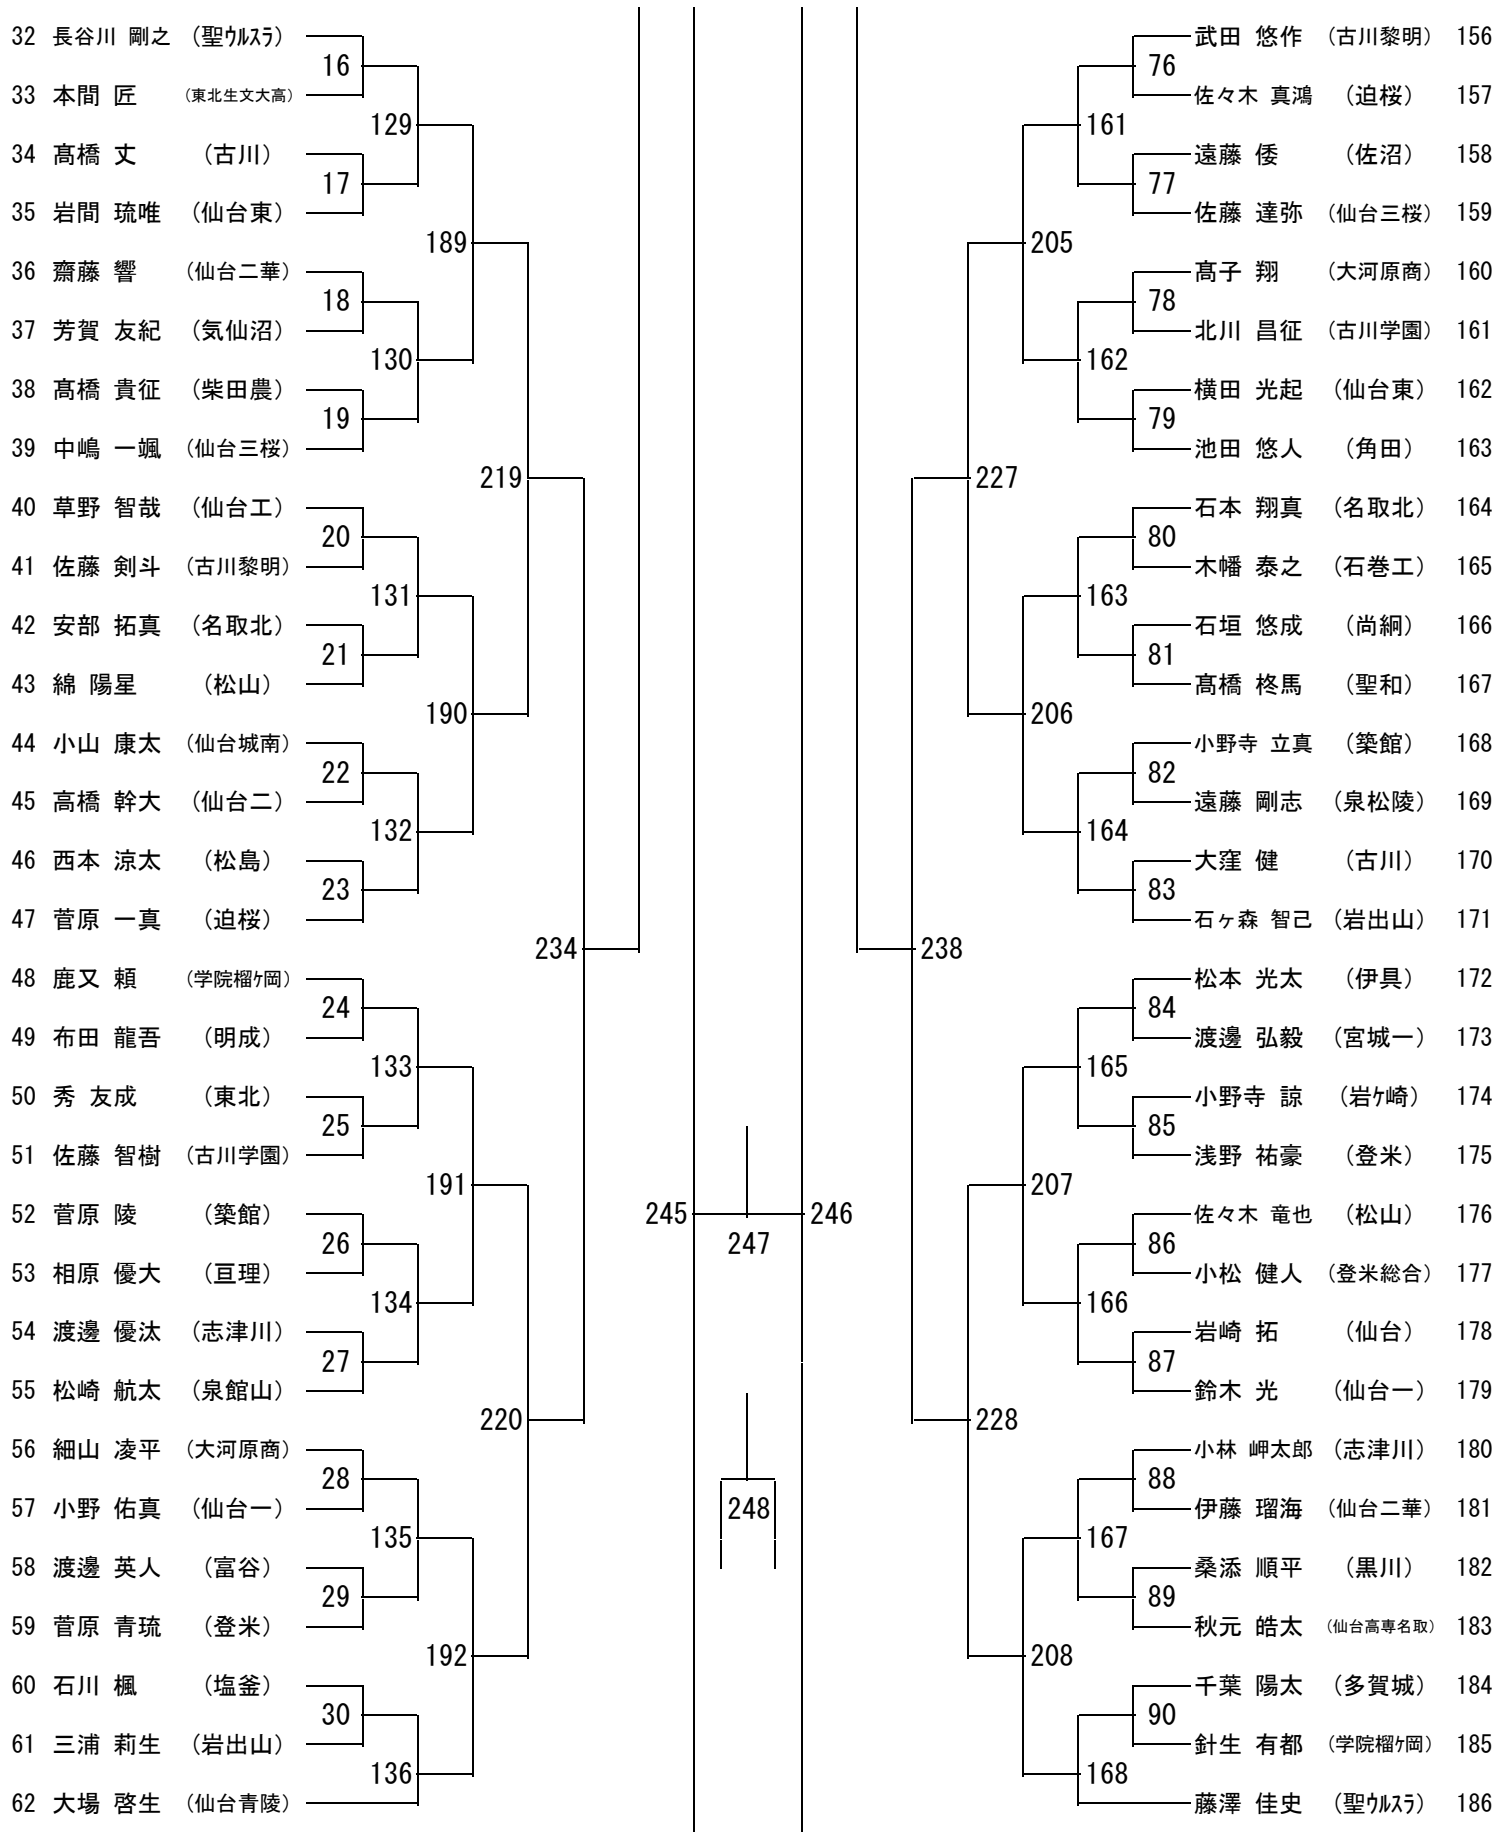 32 長谷川 剛之 (聖ウルスラ)
33 本間 匠 (東北生文大高)
34 髙橋 丈 (古川)
35 岩間 琉唯 (仙台東)
36 齋藤 響 (仙台二華)
37 芳賀 友紀 (気仙沼)
38 髙橋 貴征 (柴田農)
39 中嶋 一颯 (仙台三桜)
40 草野 智哉 (仙台工)
41 佐藤 剣斗 (古川黎明)
42 安部 拓真 (名取北)
43 綿 陽星 (松山)
44 小山 康太 (仙台城南)
45 高橋 幹大 (仙台二)
46 西本 涼太 (松島)
47 菅原 一真 (迫桜)
48 鹿又 頼 (学院榴ケ岡)
49 布田 龍吾 (明成)
50 秀 友成 (東北)
51 佐藤 智樹 (古川学園)
52 菅原 陵 (築館)
53 相原 優大 (亘理)
54 渡邊 優汰 (志津川)
55 松崎 航太 (泉館山)
56 細山 凌平 (大河原商)
57 小野 佑真 (仙台一)
58 渡邊 英人 (富谷)
59 菅原 青琉 (登米)
60 石川 楓 (塩釜)
61 三浦 莉生 (岩出山)
62 大場 啓生 (仙台青陵)
16
17
18
19
20
21
22
23
24
25
26
27
28
29
30
129
130
131
132
133
134
135
136
189
190
191
192
219
220
234
245
247
246
248
238
227
228
205
206
207
208
161
162
163
164
165
166
167
168
76
77
78
79
80
81
82
83
84
85
86
87
88
89
90
武田 悠作 (古川黎明) 156
佐々木 真鴻 (迫桜) 157
遠藤 倭 (佐沼) 158
佐藤 達弥 (仙台三桜) 159
髙子 翔 (大河原商) 160
北川 昌征 (古川学園) 161
横田 光起 (仙台東) 162
池田 悠人 (角田) 163
石本 翔真 (名取北) 164
木幡 泰之 (石巻工) 165
石垣 悠成 (尚絅) 166
髙橋 柊馬 (聖和) 167
小野寺 立真 (築館) 168
遠藤 剛志 (泉松陵) 169
大窪 健 (古川) 170
石ヶ森 智己 (岩出山) 171
松本 光太 (伊具) 172
渡邊 弘毅 (宮城一) 173
小野寺 諒 (岩ケ崎) 174
浅野 祐豪 (登米) 175
佐々木 竜也 (松山) 176
小松 健人 (登米総合) 177
岩崎 拓 (仙台) 178
鈴木 光 (仙台一) 179
小林 岬太郎 (志津川) 180
伊藤 瑠海 (仙台二華) 181
桑添 順平 (黒川) 182
秋元 皓太 (仙台高専名取) 183
千葉 陽太 (多賀城) 184
針生 有都 (学院榴ケ岡) 185
藤澤 佳史 (聖ウルスラ) 186